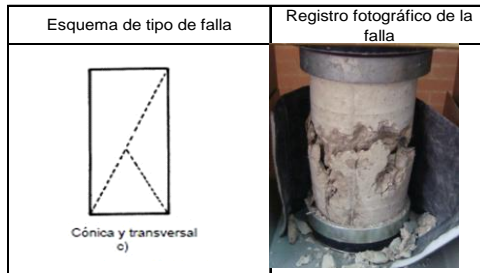 Esquema de tipo de falla
Registro fotográfico de la
falla
Cónica y transversal
c)